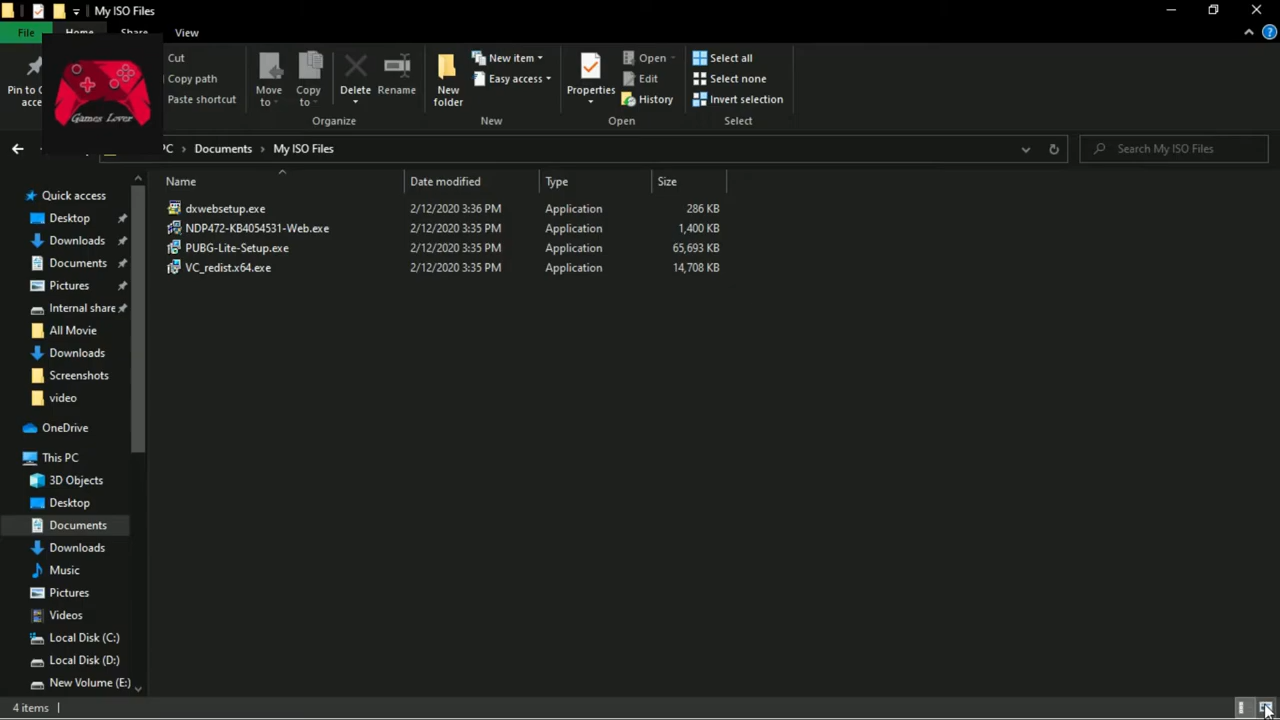 My ISO Files
File Home Share View
Pin to
acce
Games Lover
Cut
Copy path
Paste shortcut
Move to
Copy to
Delete
Rename
Organize
New folder
New item
Easy access
New
Properties
Open
Edit
History
Open
Select all
Select none
Invert selection
Select
PC Documents My ISO Files
Search My ISO Files
Name Date modified Type Size
dxwebsetup.exe 2/12/2020 3:36 PM Application 286 KB
NDP472-KB4054531-Web.exe 2/12/2020 3:35 PM Application 1,400 KB
PUBG-Lite-Setup.exe 2/12/2020 3:35 PM Application 65,693 KB
VC_redist.x64.exe 2/12/2020 3:35 PM Application 14,708 KB
Quick access
Desktop
Downloads
Documents
Pictures
Internal share
All Movie
Downloads
Screenshots
video
OneDrive
This PC
3D Objects
Desktop
Documents
Downloads
Music
Pictures
Videos
Local Disk (C:)
Local Disk (D:)
New Volume (E:)
4 items